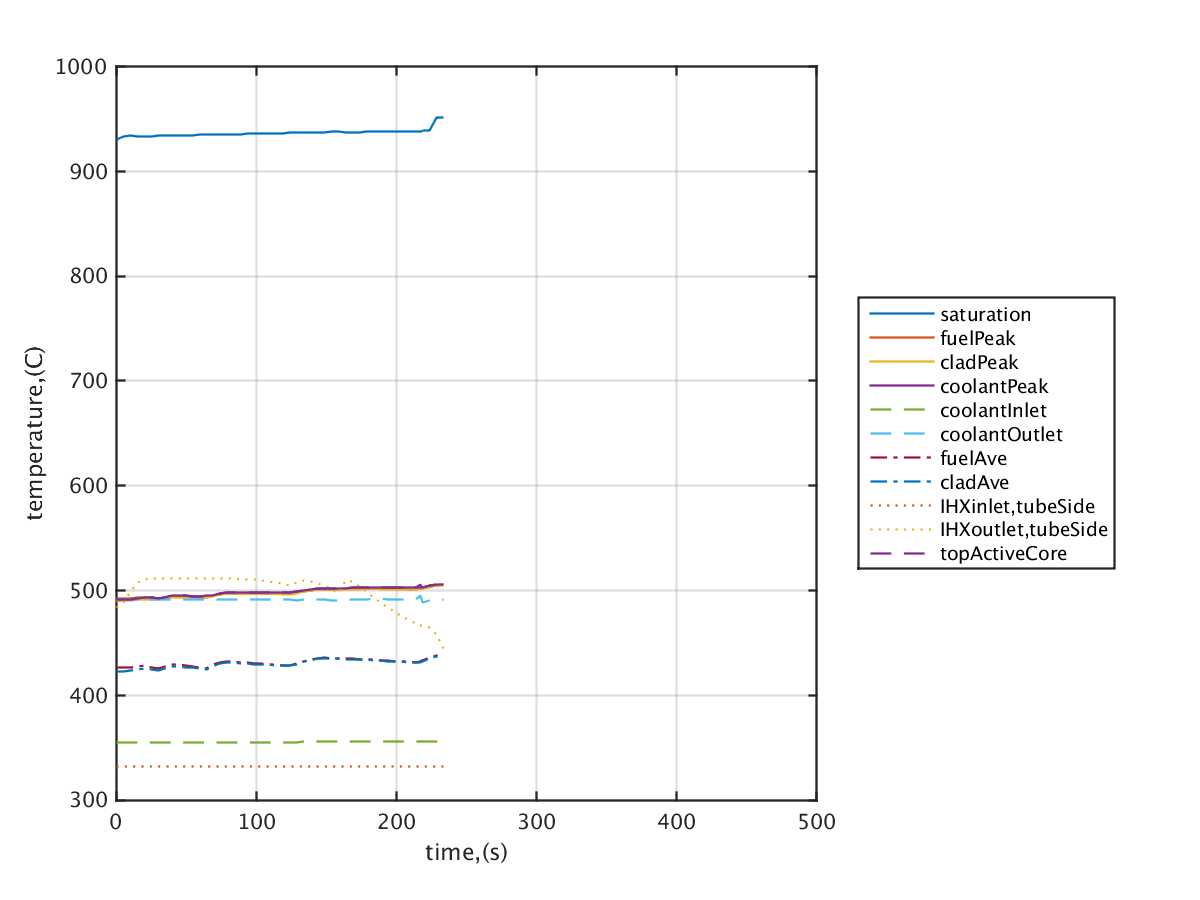 1000
900
800
700
600
500
400
300
temperature,(C)
0 100 200 300 400 500
time,(s)
saturation
fuelPeak
cladPeak
coolantPeak
coolantInlet
coolantOutlet
fuelAve
cladAve
IHXinlet,tubeSide
IHXoutlet,tubeSide
topActiveCore